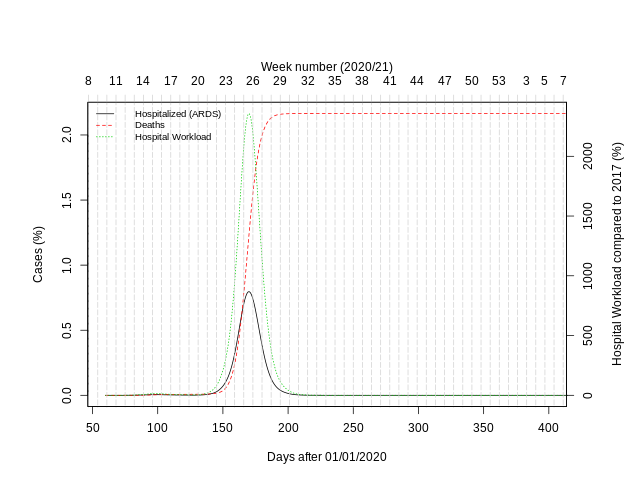 Week number (2020/21)
8 11 14 17 20 23 26 29 32 35 38 41 44 47 50 53 3 5 7
Hospitalized (ARDS)
Deaths
Hospital Workload
Cases (%)
0.0 0.5 1.0 1.5 2.0
Hospital Workload compared to 2017 (%)
0 500 1000 1500 2000
50 100 150 200 250 300 350 400
Days after 01/01/2020